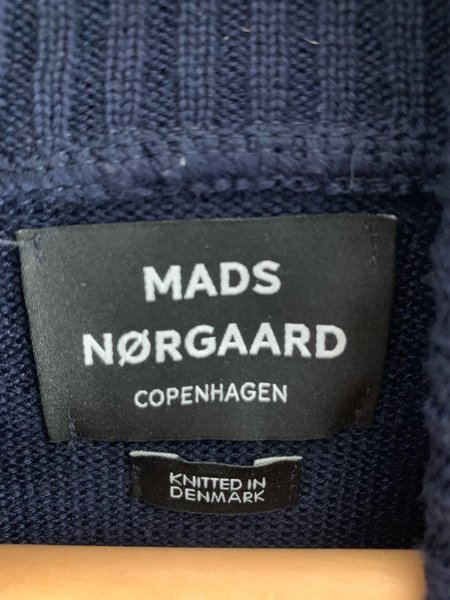 MADS
NØRGAARD
COPENHAGEN
KNITTED IN
DENMARK